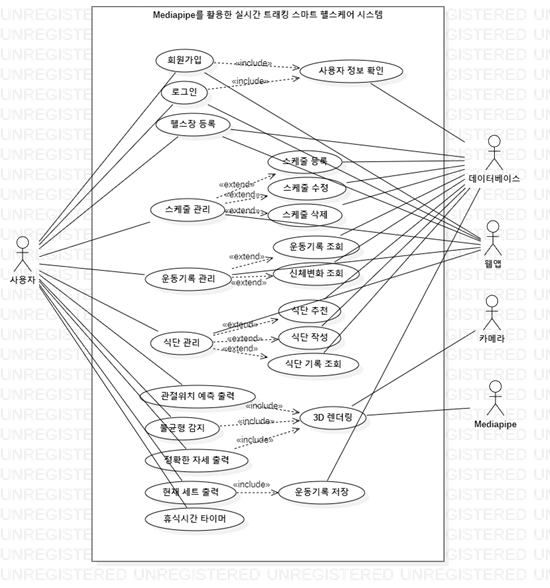 Mediapipe를 활용한 실시간 트래킹 스마트 헬스케어 시스템
회원가입
«include»
사용자 정보 확인
로그인
«include»
헬스장 등록
데이터베이스
스케줄 등록
«extend»
스케줄 수정
«extend»
스케줄 관리
«extend»
스케줄 삭제
운동기록 조회
«extend»
웹앱
사용자
운동기록 관리
신체변화 조회
«extend»
식단 추천
«extend»
식단 관리
식단 작성
«extend»
카메라
«extend»
식단 기록 조회
관절위치 예측 출력
«include»
3D 렌더링
Mediapipe
불균형 감지
«include»
«include»
정확한 자세 출력
현재 세트 출력
«include»
운동기록 저장
휴식시간 타이머
UNREGISTERED